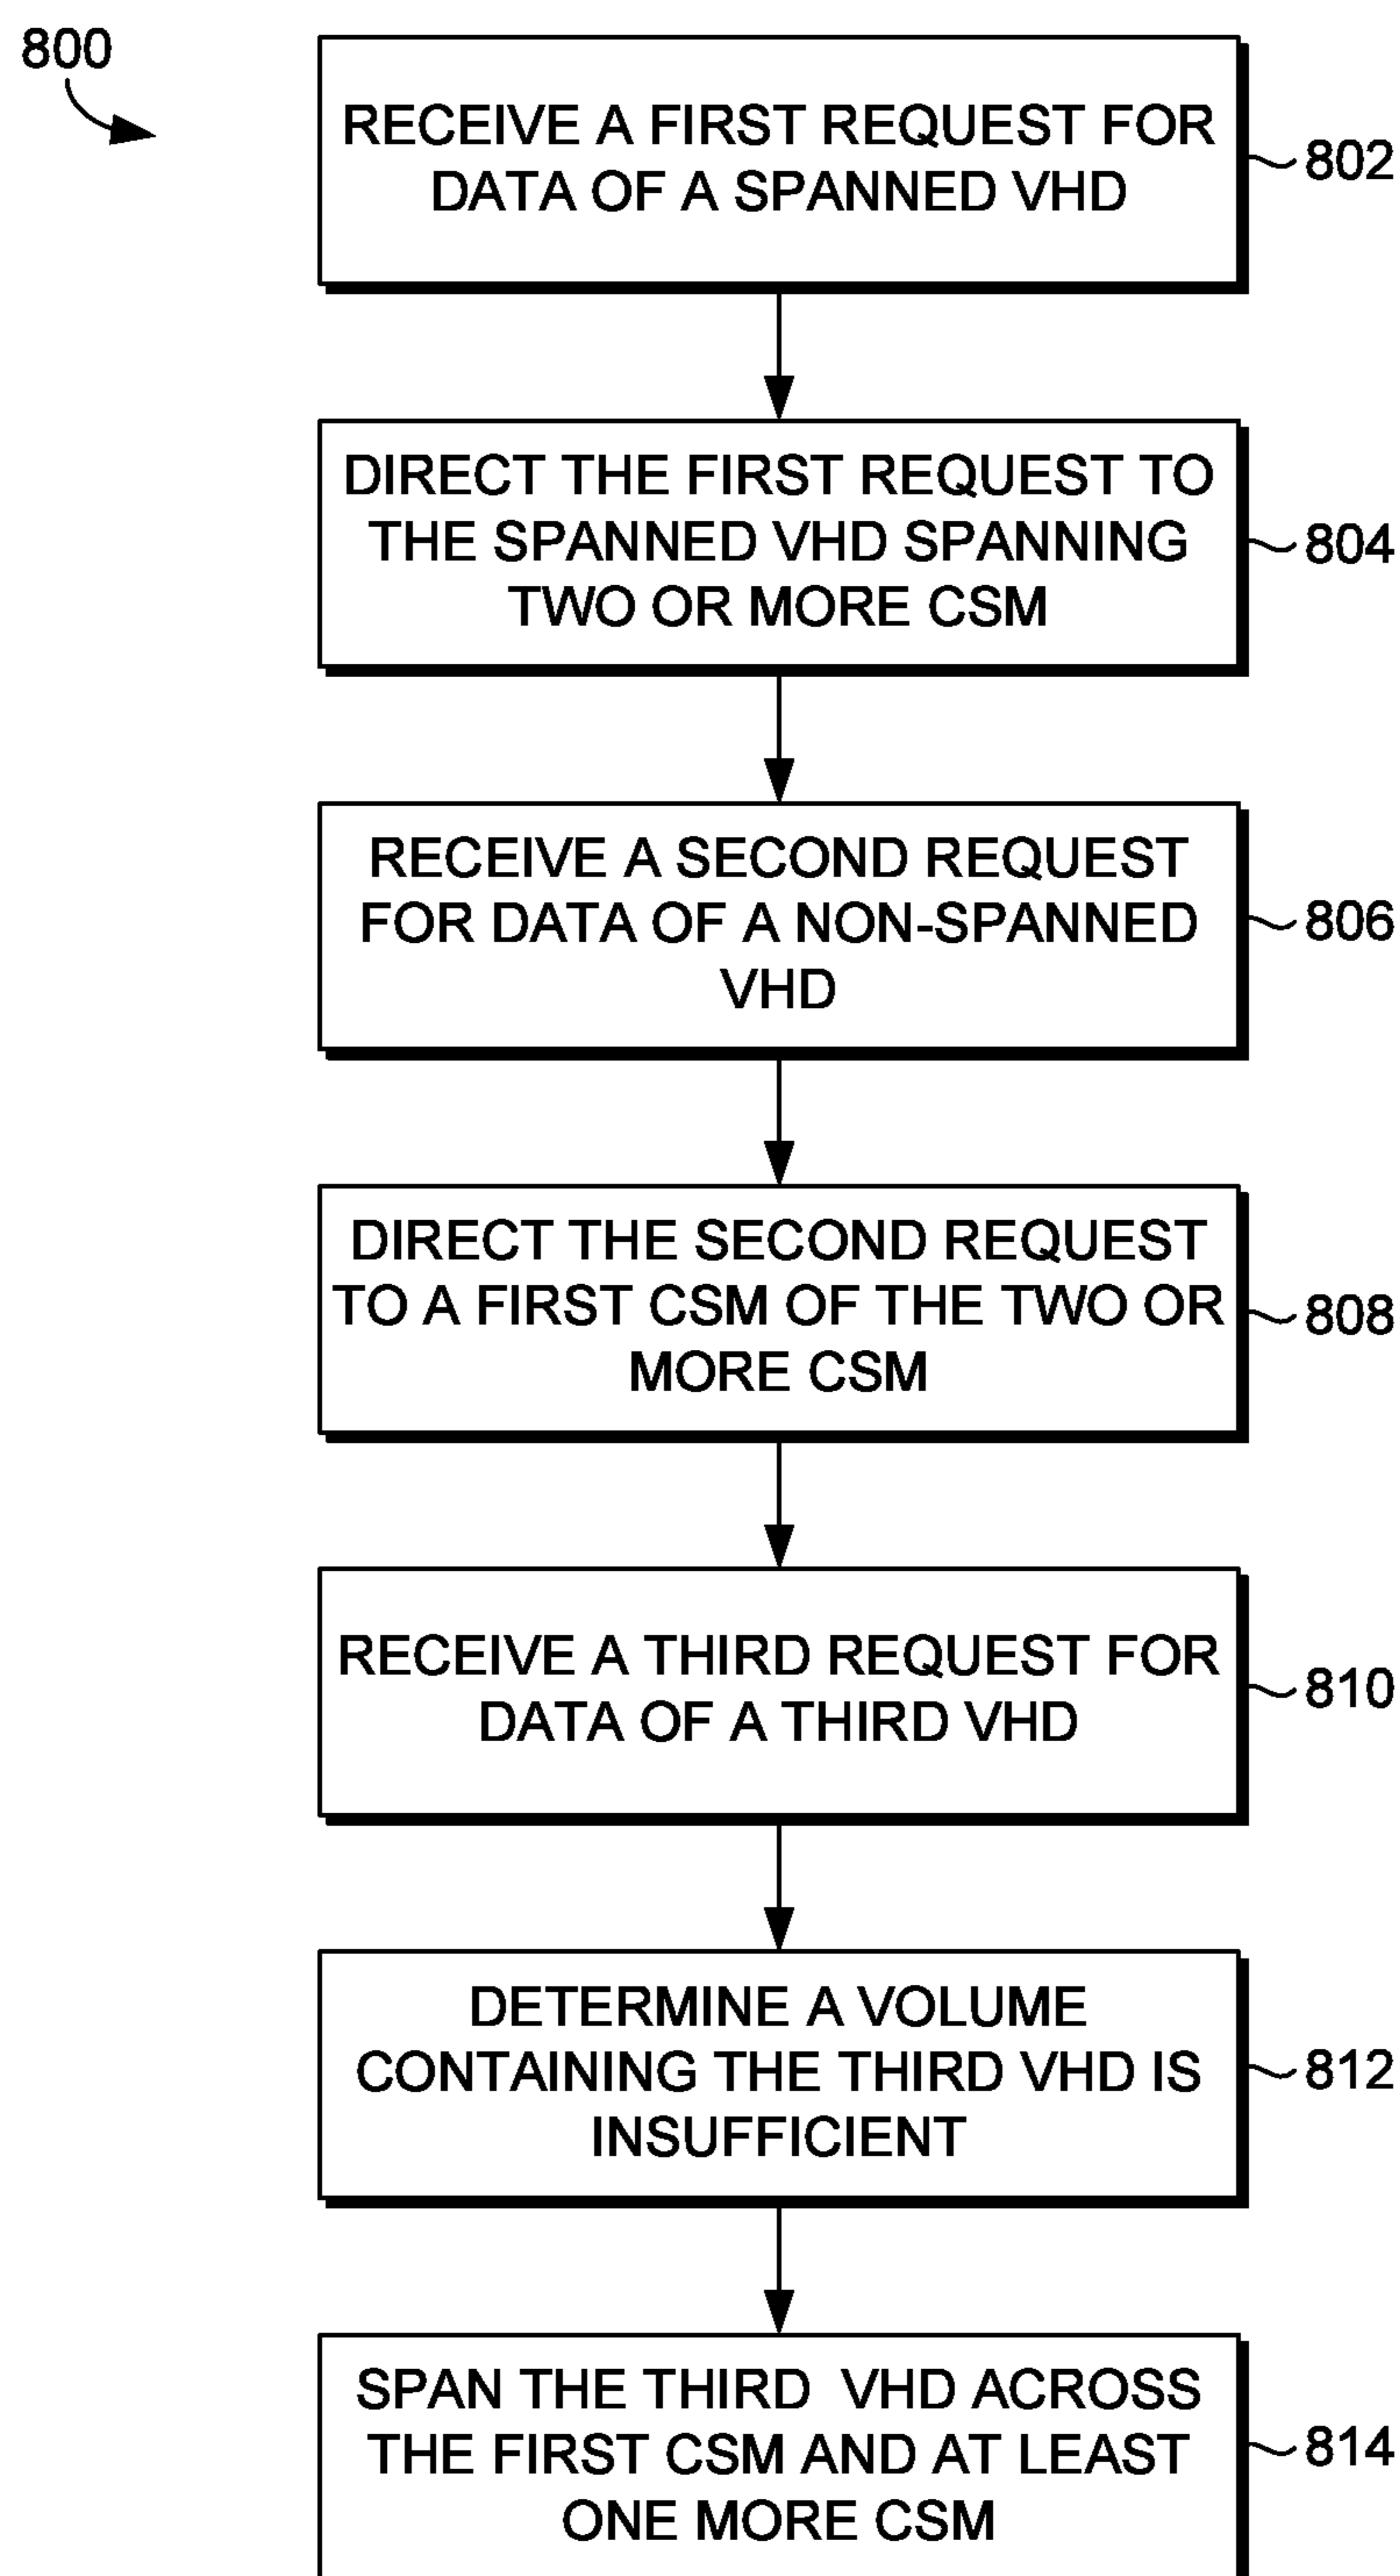 800
RECEIVE A FIRST REQUEST FOR
DATA OF A SPANNED VHD
802
DIRECT THE FIRST REQUEST TO
THE SPANNED VHD SPANNING
TWO OR MORE CSM
804
RECEIVE A SECOND REQUEST
FOR DATA OF A NON-SPANNED
VHD
806
DIRECT THE SECOND REQUEST
TO A FIRST CSM OF THE TWO OR
MORE CSM
808
RECEIVE A THIRD REQUEST FOR
DATA OF A THIRD VHD
810
DETERMINE A VOLUME
CONTAINING THE THIRD VHD IS
INSUFFICIENT
812
SPAN THE THIRD VHD ACROSS
THE FIRST CSM AND AT LEAST
ONE MORE CSM
814